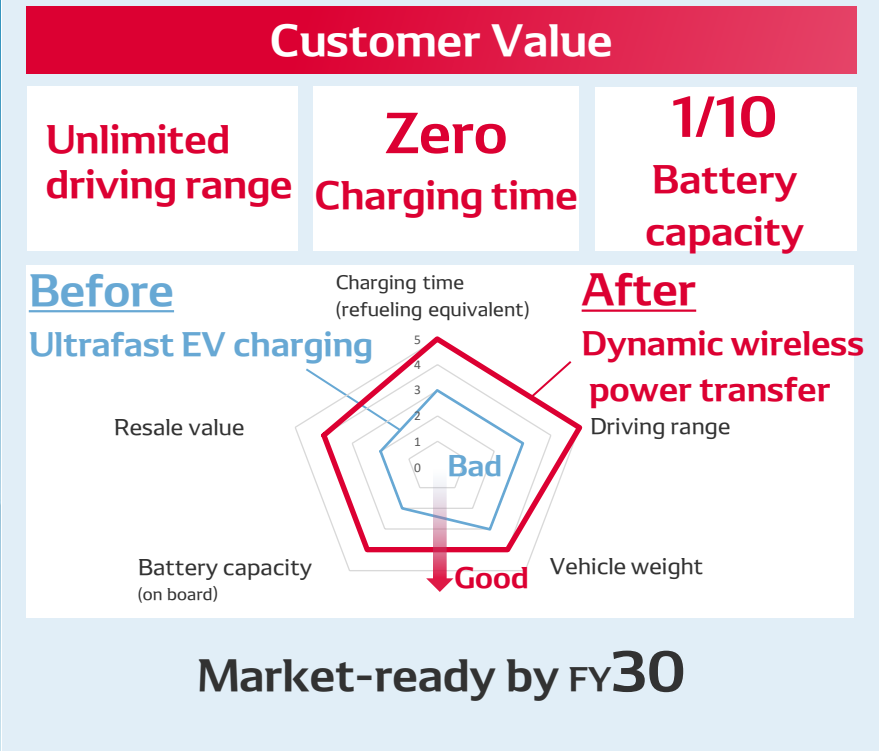 Customer Value
Unlimited
driving range
Zero
Charging time
1/10
Battery
capacity
Before
Ultrafast EV charging
Charging time
(refueling equivalent)
After
Dynamic wireless
power transfer
5
4
3
2
1
0
Bad
Resale value
Driving range
Battery capacity
(on board)
Good
Vehicle weight
Market-ready by FY30